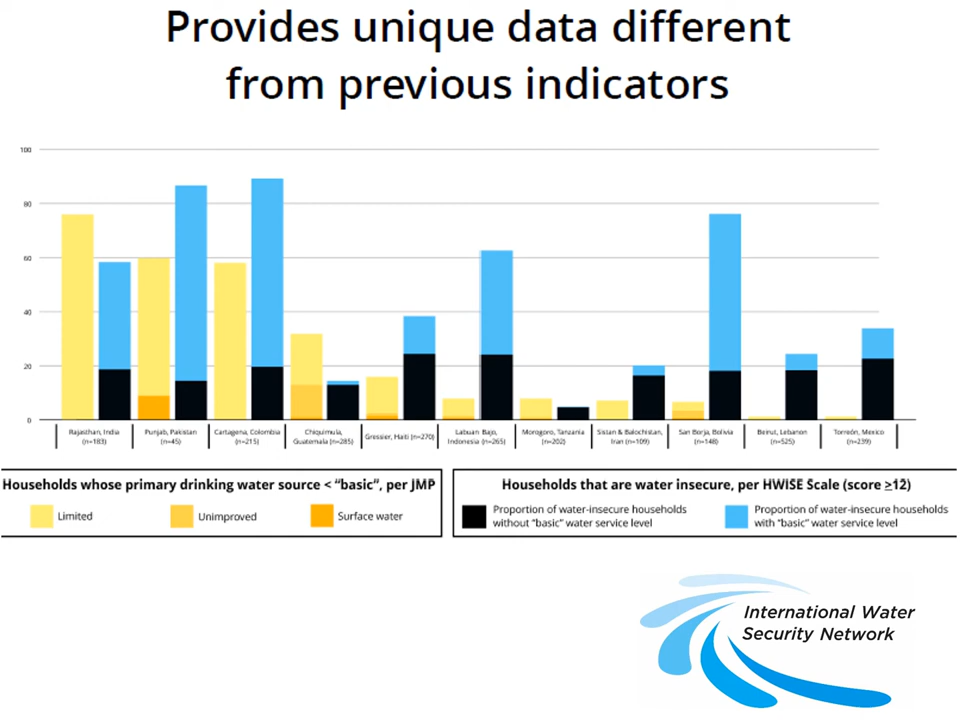 Provides unique data different
from previous indicators
100
80
60
40
20
0
Rajasthan, India
(n=183)
Punjab, Pakistan
(n=45)
Cartagena, Colombia
(n=215)
Chiquimula,
Guatemala (n=285)
Gressier, Haiti (n=270)
Labuan Bajo,
Indonesia (n=265)
Morogoro, Tanzania
(n=202)
Sistan & Balochistan,
Iran (n=109)
San Borja, Bolivia
(n=148)
Beirut, Lebanon
(n=525)
Torreón, Mexico
(n=239)
Households whose primary drinking water source < "basic", per JMP
Limited
Unimproved
Surface water
Households that are water insecure, per HWISE Scale (score ≥12)
Proportion of water-insecure households
without "basic" water service level
Proportion of water-insecure households
with "basic" water service level
International Water
Security Network